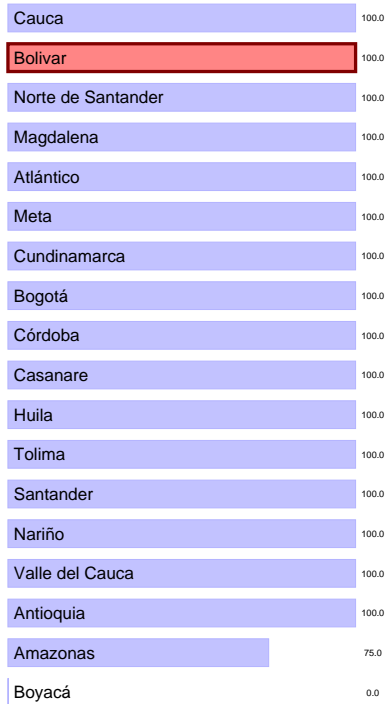 Cauca 100.0
Bolivar 100.0
Norte de Santander 100.0
Magdalena 100.0
Atlántico 100.0
Meta 100.0
Cundinamarca 100.0
Bogotá 100.0
Córdoba 100.0
Casanare 100.0
Huila 100.0
Tolima 100.0
Santander 100.0
Nariño 100.0
Valle del Cauca 100.0
Antioquia 100.0
Amazonas 75.0
Boyacá 0.0